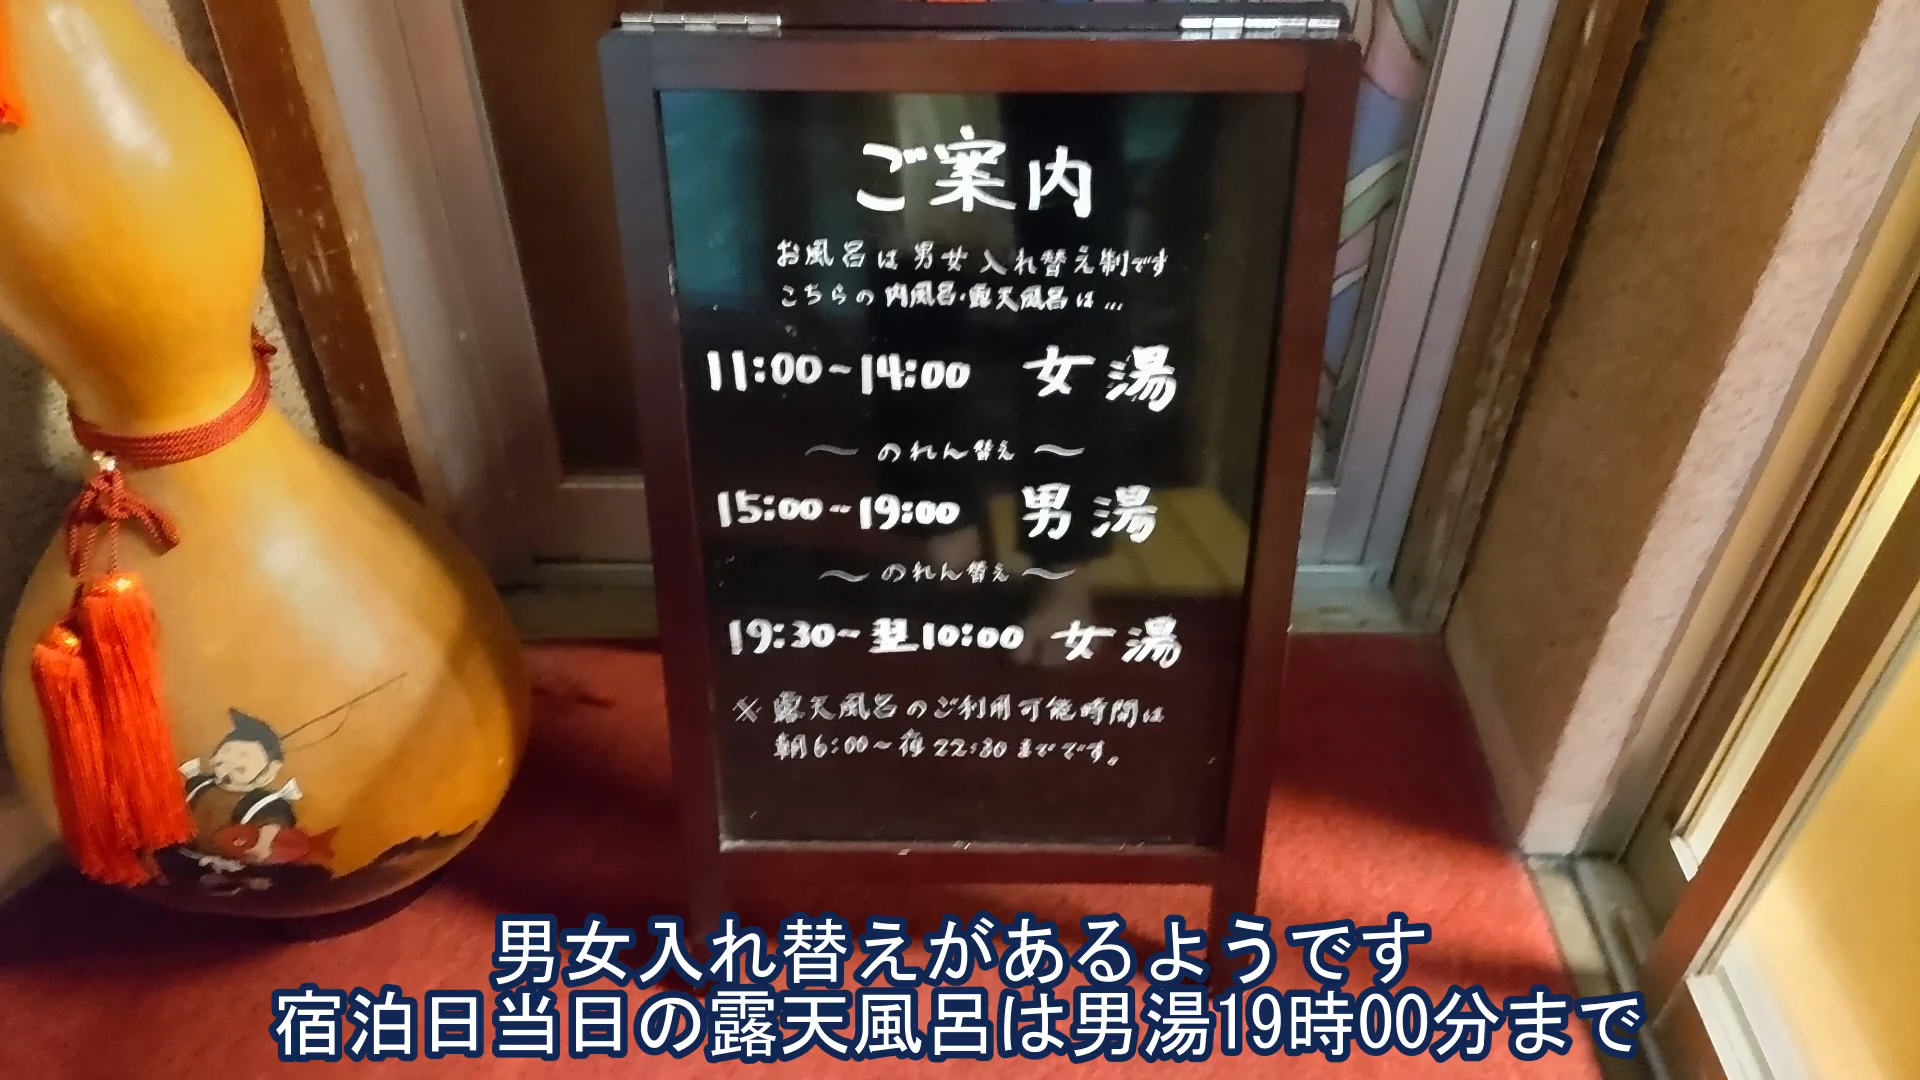 ご案内
お風呂は男女入れ替え制です
こちらの内風呂・露天風呂は…
11:00~14:00 女湯
〜のれん替え〜
15:00~19:00 男湯
〜のれん替え〜
19:30~翌10:00 女湯
※露天風呂のご利用可能時間は
朝6:00~夜22:30までです。
男女入れ替えがあるようです
宿泊日当日の露天風呂は男湯19時00分まで